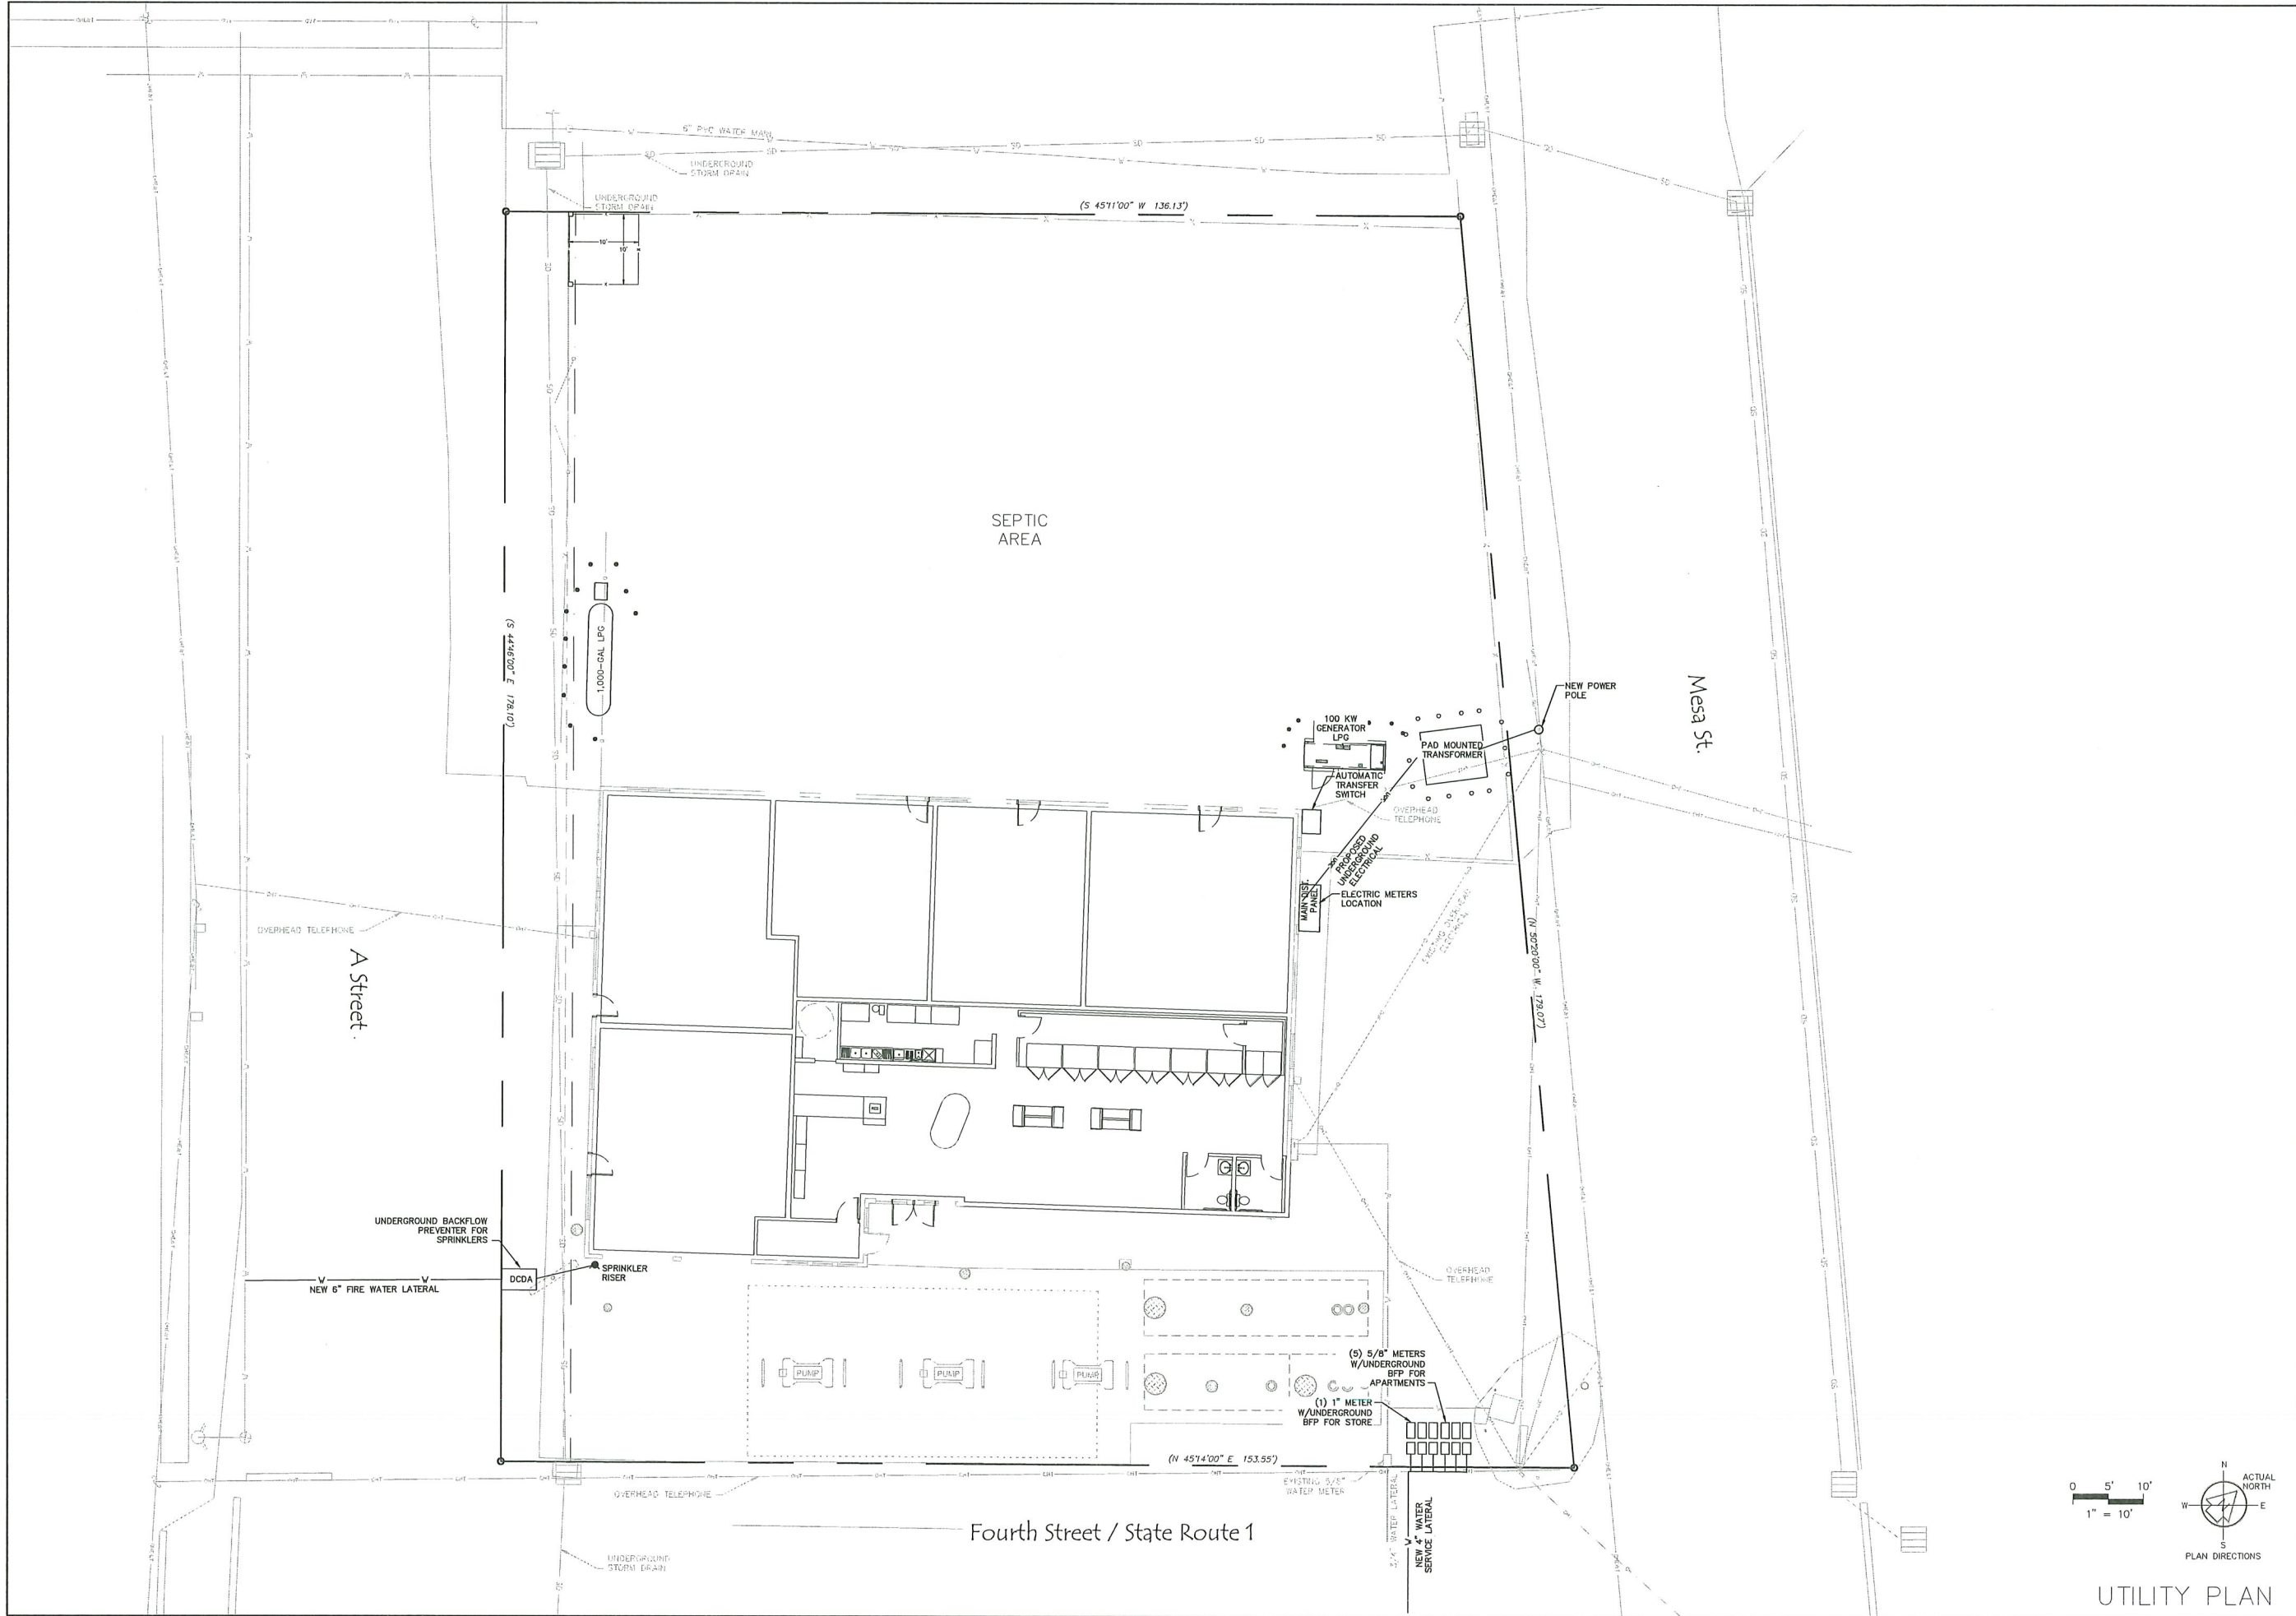 6" PVC WATER MAIN
UNDERGROUND
STORM DRAIN
UNDERGROUND
STORM DRAIN
(S 45°11'00" W 136.13')
10'
10'
SEPTIC
AREA
(S 44°46'00" E 178.10')
1,000-GAL LPG
NEW POWER
POLE
Mesa St.
100 KW
GENERATOR
LPG
PAD MOUNTED
TRANSFORMER
AUTOMATIC
TRANSFER
SWITCH
OVERHEAD
TELEPHONE
PROPOSED
UNDERGROUND
ELECTRICAL
MAIN DIST.
PANEL
ELECTRIC METERS
LOCATION
EXISTING OVERHEAD
ELECTRICAL
(N 50°20'00" W. 179.07')
OVERHEAD TELEPHONE
A Street.
UNDERGROUND BACKFLOW
PREVENTER FOR
SPRINKLERS
DCDA
SPRINKLER
RISER
W W
NEW 6" FIRE WATER LATERAL
OVERHEAD
TELEPHONE
PUMP
PUMP
PUMP
(5) 5/8" METERS
W/UNDERGROUND
BFP FOR
APARTMENTS
(1) 1" METER
W/UNDERGROUND
BFP FOR STORE
(N 45°14'00" E 153.55')
EXISTING 5/8"
WATER METER
OVERHEAD TELEPHONE
3/4" WATER LATERAL
W
NEW 4" WATER
SERVICE LATERAL
Fourth Street / State Route 1
UNDERGROUND
STORM DRAIN
0 5' 10'
1" = 10'
N
W E
S
ACTUAL
NORTH
PLAN DIRECTIONS
UTILITY PLAN